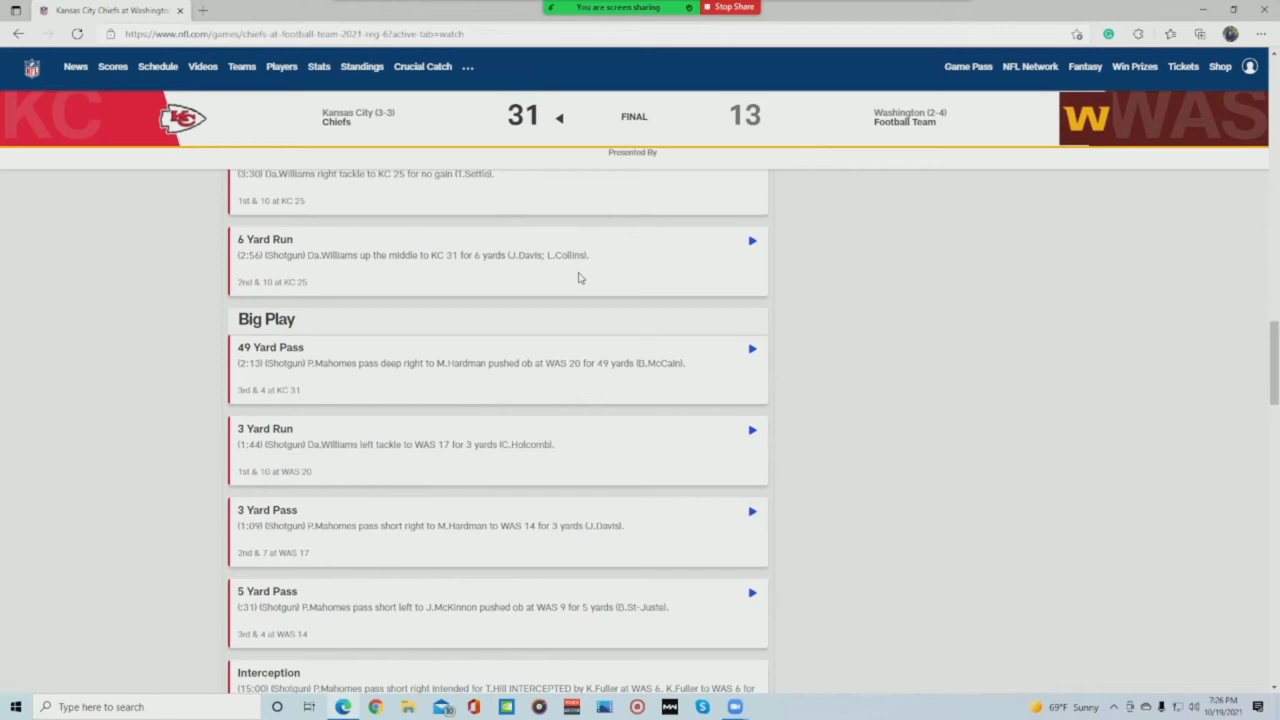 Kansas City Chiefs at Washingto
You are screen sharing
Stop Share
https://www.nfl.com/games/chiefs-at-football-team-2021-reg-6?active-tab=watch
NFL
News Scores Schedule Videos Teams Players Stats Standings Crucial Catch
Game Pass NFL Network Fantasy Win Prizes Tickets Shop
KC
KC
Kansas City (3-3)
Chiefs
31
FINAL
13
Washington (2-4)
Football Team
W
WAS
Presented By
(3:30) Da.Williams right tackle to KC 25 for no gain (T.Settle).
1st & 10 at KC 25
6 Yard Run
(2:56) (Shotgun) Da.Williams up the middle to KC 31 for 6 yards (J.Davis; L.Collins).
2nd & 10 at KC 25
Big Play
49 Yard Pass
(2:13) (Shotgun) P.Mahomes pass deep right to M.Hardman pushed ob at WAS 20 for 49 yards (B.McCain).
3rd & 4 at KC 31
3 Yard Run
(1:44) (Shotgun) Da.Williams left tackle to WAS 17 for 3 yards (C.Holcomb).
1st & 10 at WAS 20
3 Yard Pass
(1:09) (Shotgun) P.Mahomes pass short right to M.Hardman to WAS 14 for 3 yards (J.Davis).
2nd & 7 at WAS 17
5 Yard Pass
(:31) (Shotgun) P.Mahomes pass short left to J.McKinnon pushed ob at WAS 9 for 5 yards (B.St-Juste).
3rd & 4 at WAS 14
Interception
(15:00) (Shotgun) P.Mahomes pass short right intended for T.Hill INTERCEPTED by K.Fuller at WAS 6. K.Fuller to WAS 6 for
Type here to search
10
69°F Sunny
7:26 PM
10/19/2021